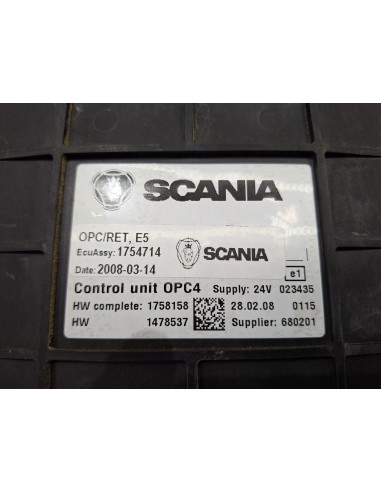 SCANIA
OPC/RET, E5
EcuAssy: 1754714
SCANIA
Date: 2008-03-14
e1
Control unit OPC4 Supply: 24V 023435
HW complete: 1758158 28.02.08 0115
HW 1478537 Supplier: 680201